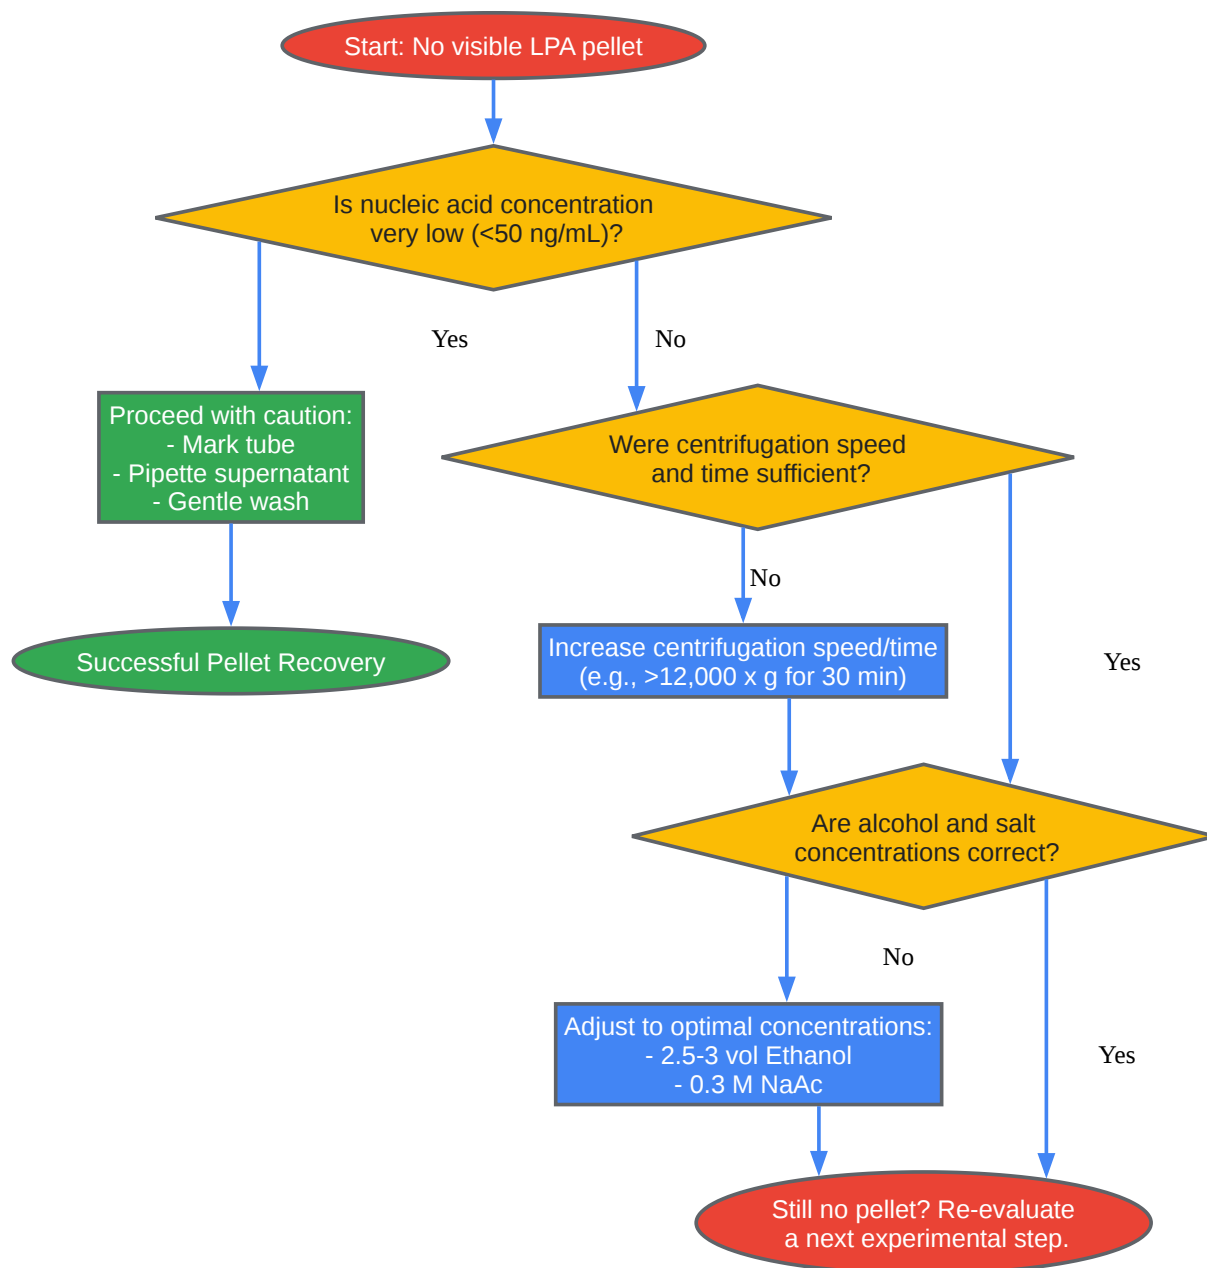 Start: No visible LPA pellet
Is nucleic acid concentration
very low (<50 ng/mL)?
Yes
No
Proceed with caution:
- Mark tube
- Pipette supernatant
- Gentle wash
Were centrifugation speed
and time sufficient?
No
Successful Pellet Recovery
Increase centrifugation speed/time
(e.g., >12,000 x g for 30 min)
Yes
Are alcohol and salt
concentrations correct?
No
Adjust to optimal concentrations:
- 2.5-3 vol Ethanol
- 0.3 M NaAc
Yes
Still no pellet? Re-evaluate
a next experimental step.